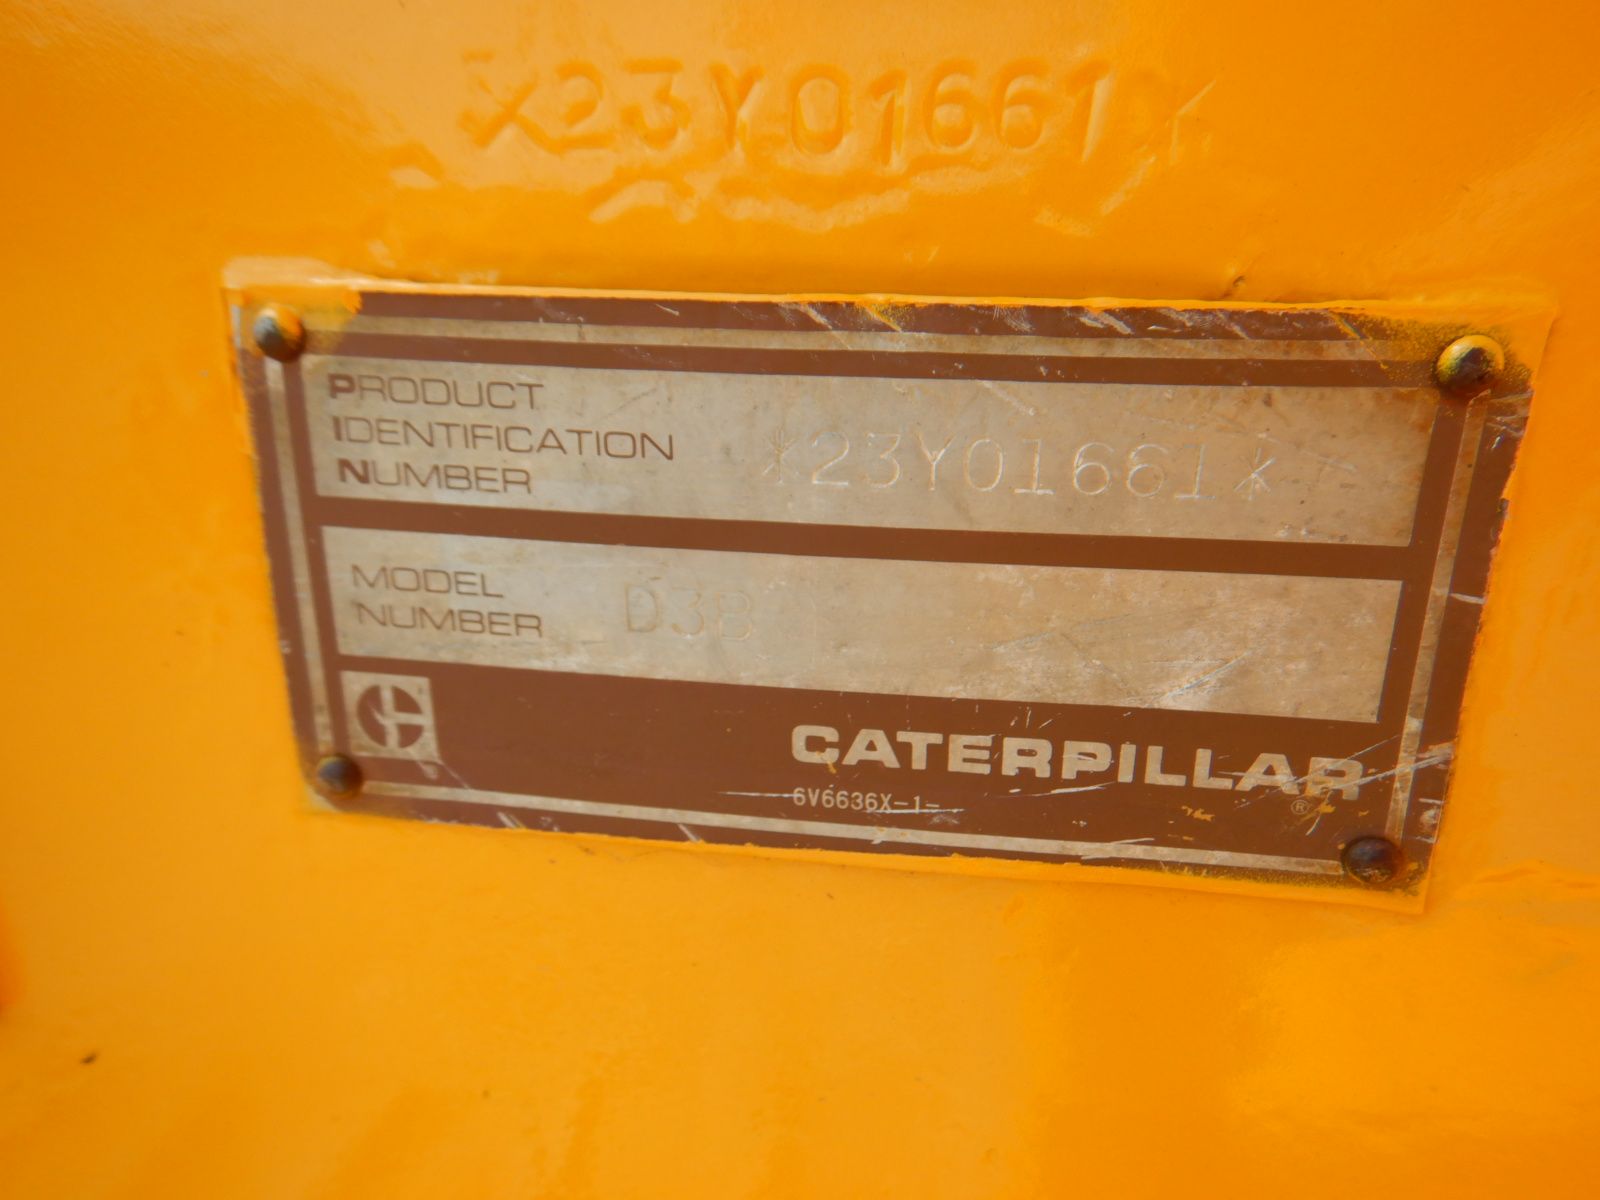 *23Y01661*
PRODUCT
IDENTIFICATION
NUMBER
*23Y01661*
MODEL
NUMBER
D3B
CATERPILLAR
6V6636X-1-
®